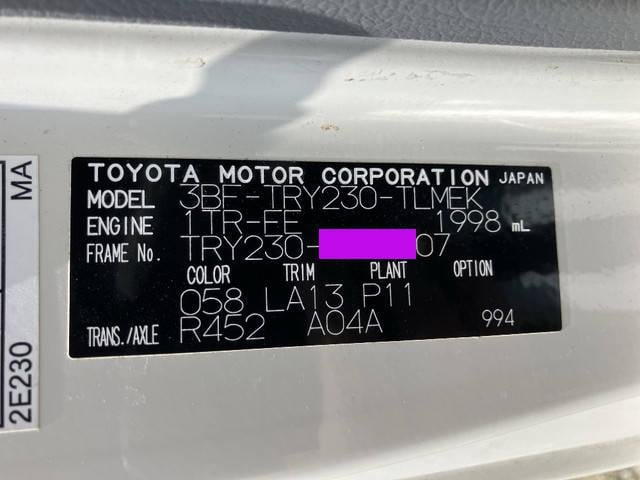 TOYOTA MOTOR CORPORATION JAPAN
MODEL 3BF-TRY230-TLMEK
ENGINE 1TR-FE 1998 mL
FRAME No. TRY230- 07
COLOR TRIM PLANT OPTION
058 LA13 P11
TRANS./AXLE R452 A04A 994
2E230 MA